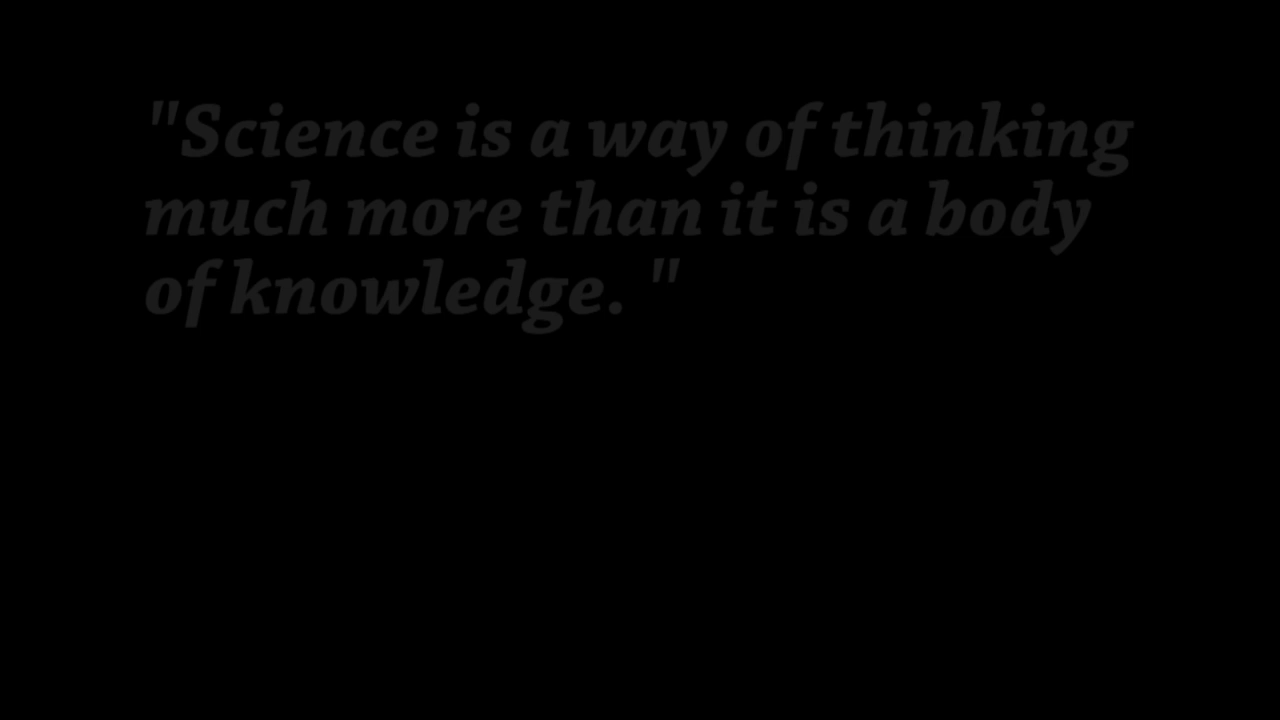 "Science is a way of thinking
much more than it is a body
of knowledge. "